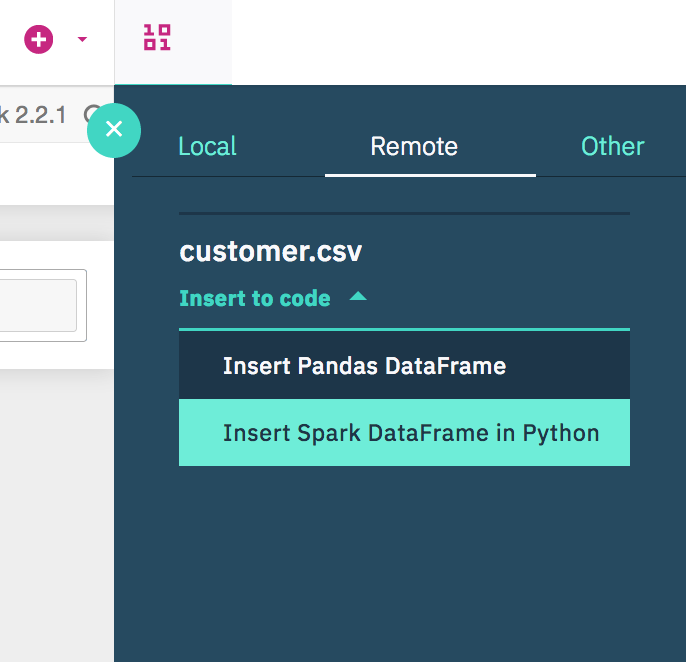 k 2.2.1
Local
Remote
Other
customer.csv
Insert to code
Insert Pandas DataFrame
Insert Spark DataFrame in Python